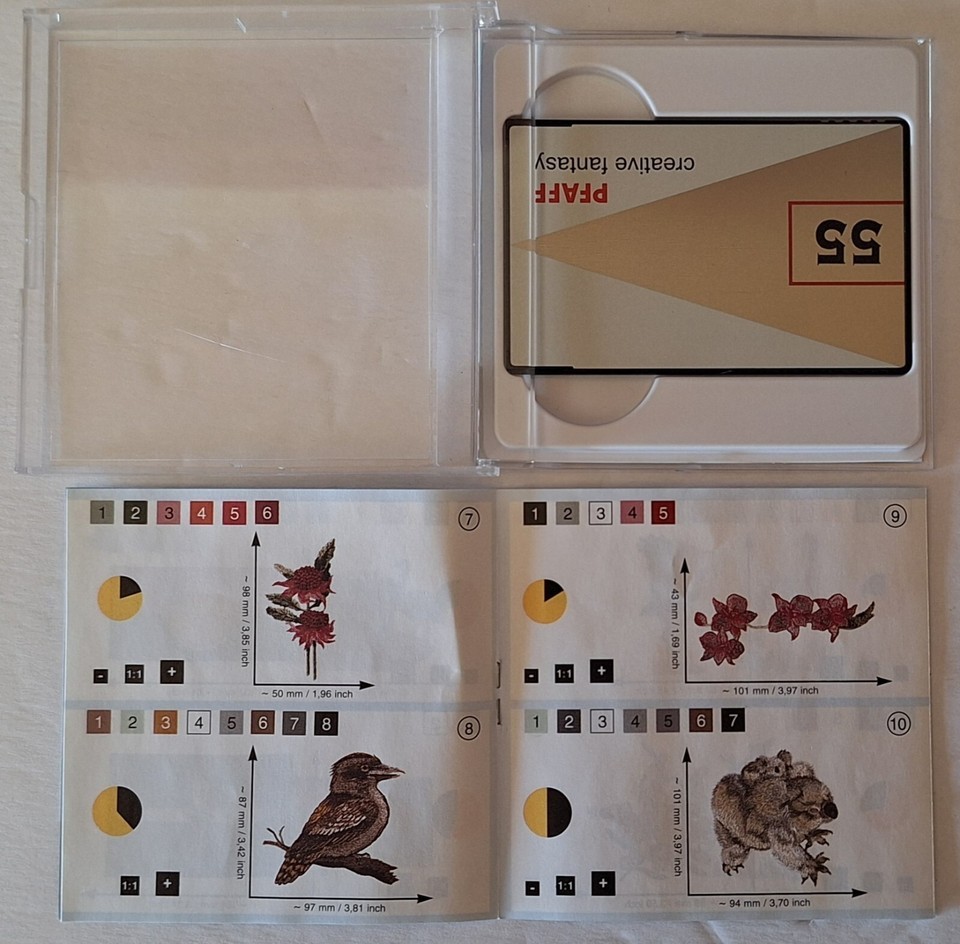 creative fantasy
PFAFF
55
1 2 3 4 5 6
7
~ 98 mm / 3,85 inch
- 1:1 +
~ 50 mm / 1,96 inch
1 2 3 4 5 6 7 8
8
~ 87 mm / 3,42 inch
1:1 +
~ 97 mm / 3,81 inch
1 2 3 4 5
9
~ 43 mm / 1,69 inch
- 1:1 +
~ 101 mm / 3,97 inch
1 2 3 4 5 6 7
10
~ 101 mm / 3,97 inch
- 1:1 +
~ 94 mm / 3,70 inch